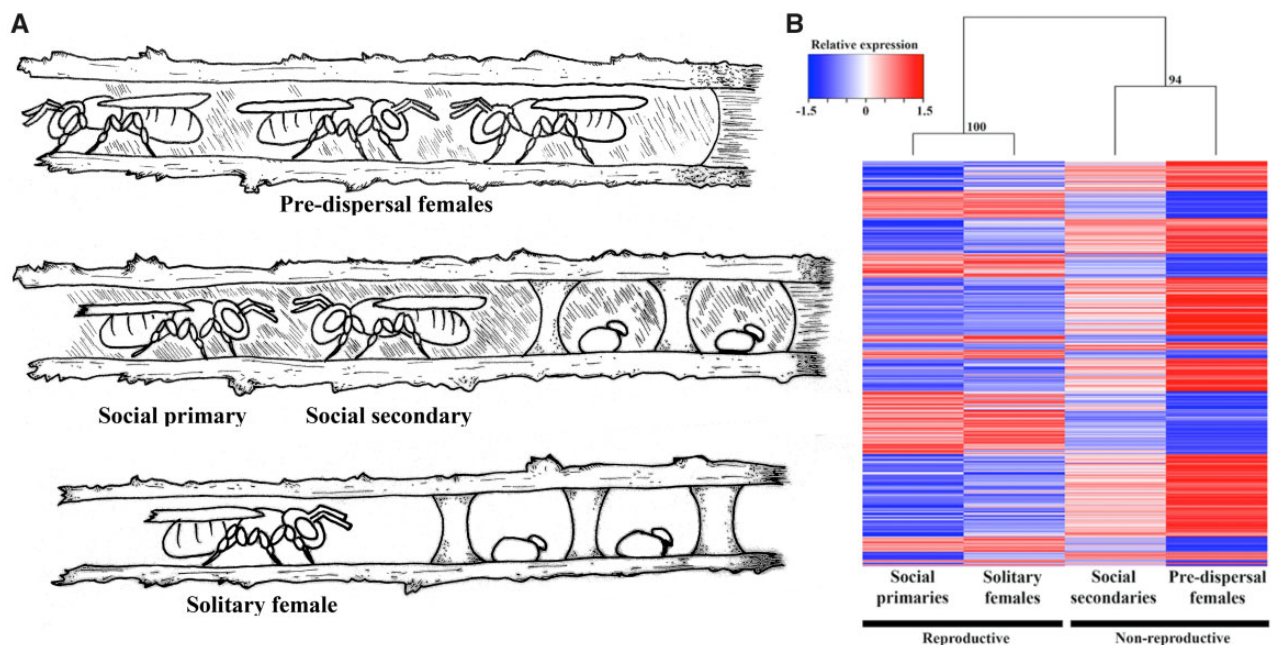 A
Pre-dispersal females
Social primary
Social secondary
Solitary female
B
Relative expression
-1.5
0
1.5
100
94
Social
primaries
Solitary
females
Social
secondaries
Pre-dispersal
females
Reproductive
Non-reproductive